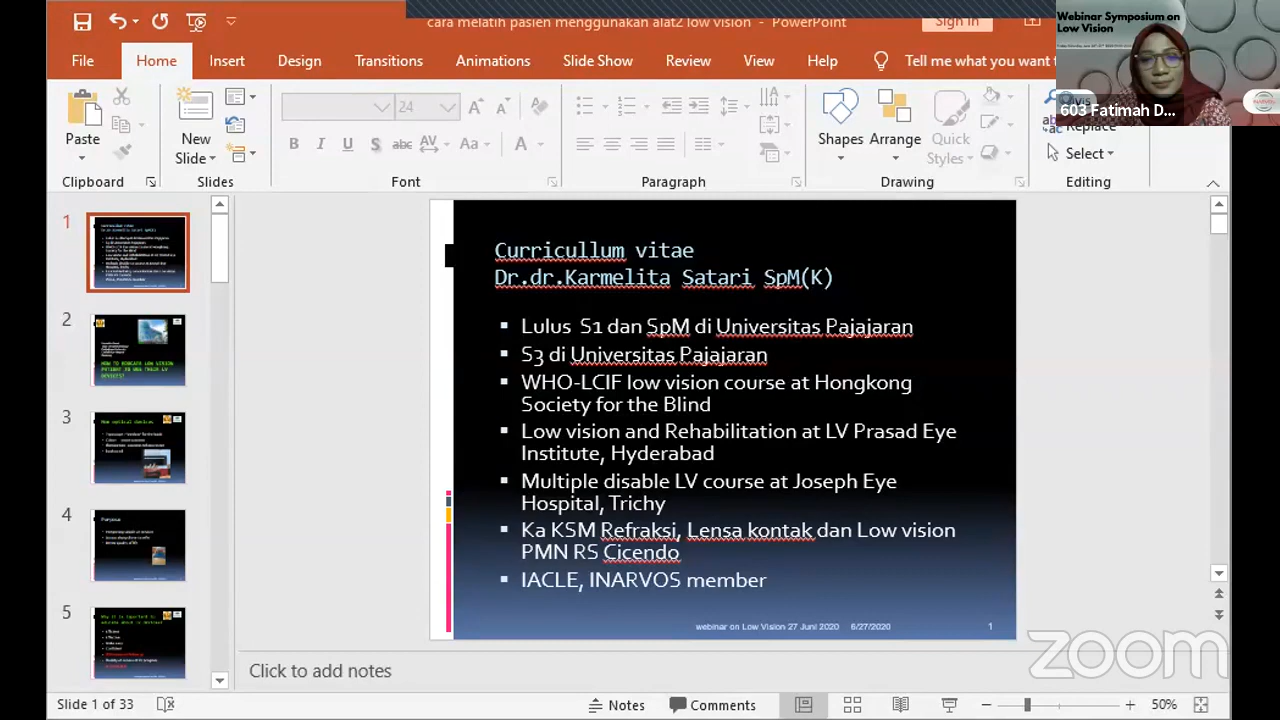 cara melatih pasien menggunakan alat2 low vision - PowerPoint
Sign in
Webinar Symposium on
Low Vision
File Home Insert Design Transitions Animations Slide Show Review View Help Tell me what you want t
603 Fatimah D...
24
Paste
New
Slide
Shapes Arrange Quick
Styles
Replace
Select
Clipboard Slides Font Paragraph Drawing Editing
1
2
3
4
Purpose
5
Curricullum vitae
Dr.dr.Karmelita Satari SpM(K)
Lulus S1 dan SpM di Universitas Pajajaran
S3 di Universitas Pajajaran
WHO-LCIF low vision course at Hongkong
Society for the Blind
Low vision and Rehabilitation at LV Prasad Eye
Institute, Hyderabad
Multiple disable LV course at Joseph Eye
Hospital, Trichy
Ka KSM Refraksi, Lensa kontak dan Low vision
PMN RS Cicendo
IACLE, INARVOS member
webinar on Low Vision 27 Juni 2020 6/27/2020 1
Click to add notes
zoom
Slide 1 of 33 Notes Comments 50%